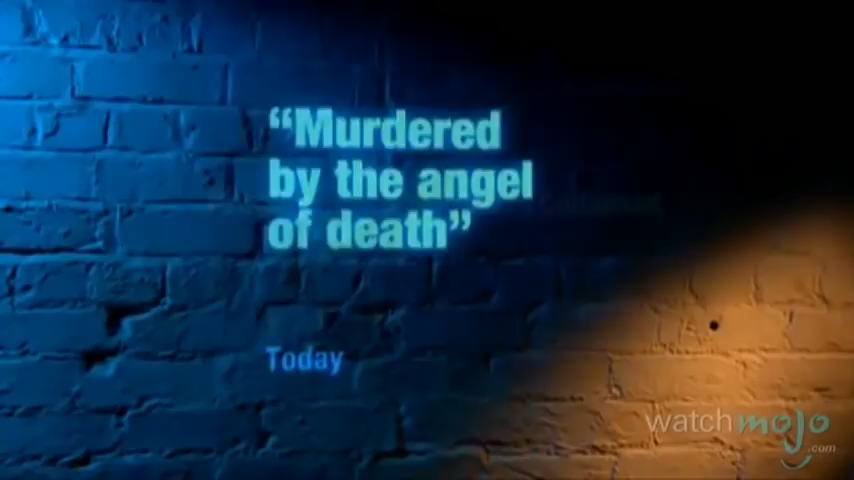 “Murdered
by the angel
of death”
Today
watchmojo
.com